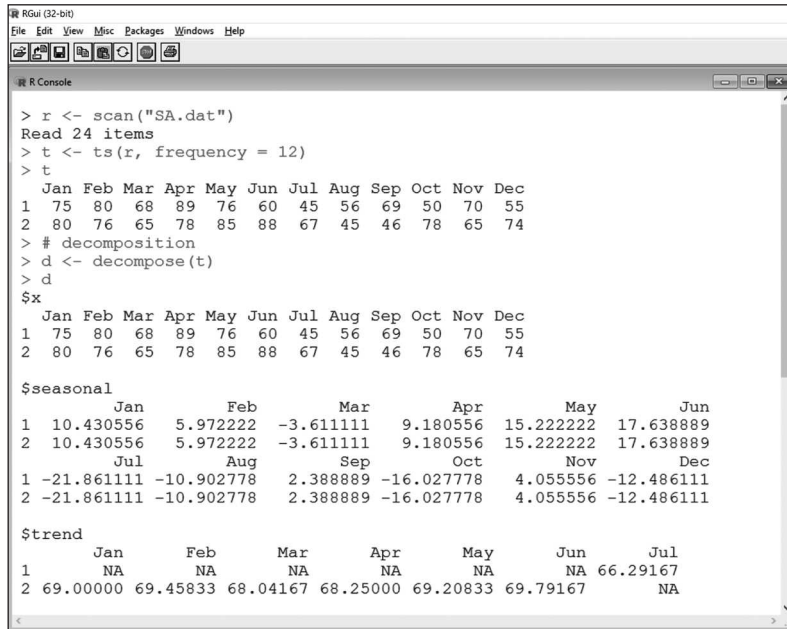 RGui (32-bit)
File Edit View Misc Packages Windows Help
R Console
> r <- scan("SA.dat")
Read 24 items
> t <- ts(r, frequency = 12)
> t
  Jan Feb Mar Apr May Jun Jul Aug Sep Oct Nov Dec
1  75  80  68  89  76  60  45  56  69  50  70  55
2  80  76  65  78  85  88  67  45  46  78  65  74
> # decomposition
> d <- decompose(t)
> d
$x
  Jan Feb Mar Apr May Jun Jul Aug Sep Oct Nov Dec
1  75  80  68  89  76  60  45  56  69  50  70  55
2  80  76  65  78  85  88  67  45  46  78  65  74
$seasonal
         Jan        Feb        Mar        Apr        May        Jun
1  10.430556   5.972222  -3.611111   9.180556  15.222222  17.638889
2  10.430556   5.972222  -3.611111   9.180556  15.222222  17.638889
         Jul        Aug        Sep        Oct        Nov        Dec
1 -21.861111 -10.902778   2.388889 -16.027778   4.055556 -12.486111
2 -21.861111 -10.902778   2.388889 -16.027778   4.055556 -12.486111
$trend
       Jan      Feb      Mar      Apr      May      Jun      Jul
1       NA       NA       NA       NA       NA       NA 66.29167
2 69.00000 69.45833 68.04167 68.25000 69.20833 69.79167       NA